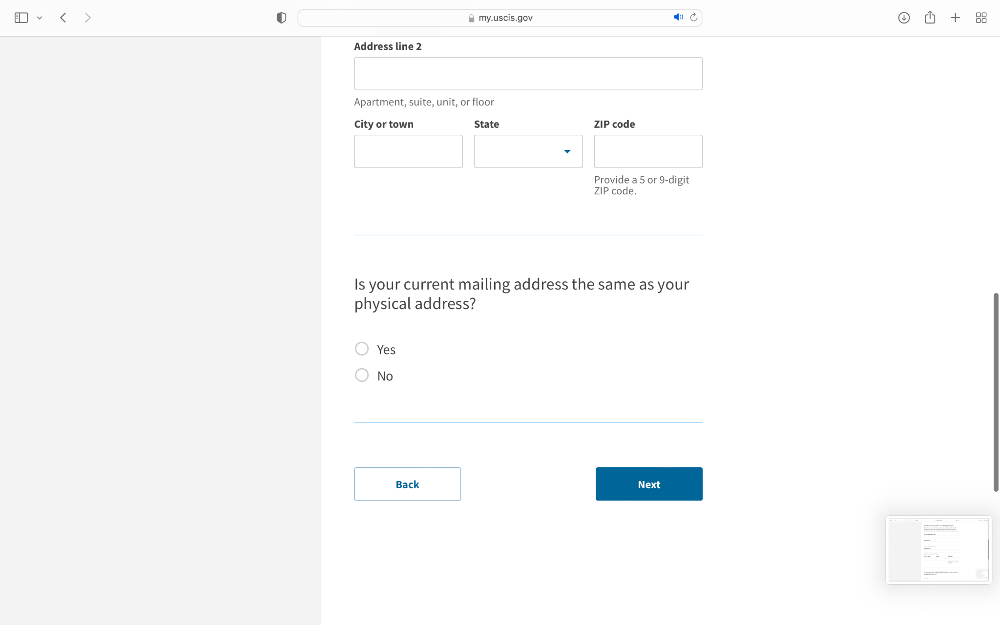 my.uscis.gov
Address line 2
Apartment, suite, unit, or floor
City or town
State
ZIP code
Provide a 5 or 9-digit
ZIP code.
Is your current mailing address the same as your
physical address?
Yes
No
Back
Next